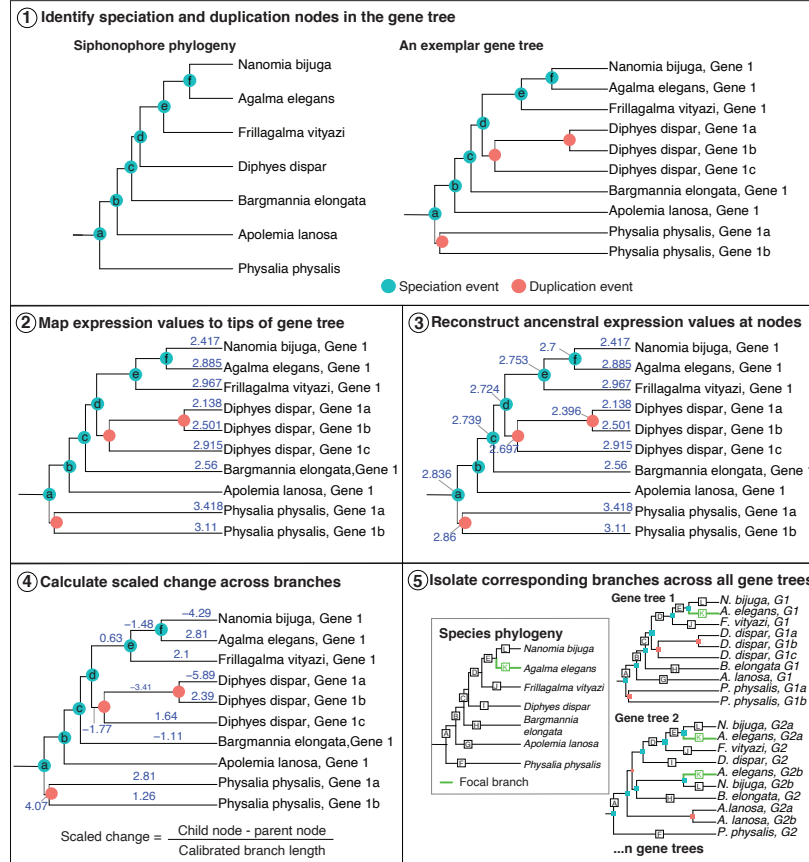 1 Identify speciation and duplication nodes in the gene tree
Siphonophore phylogeny
Nanomia bijuga
Agalma elegans
Frillagalma vityazi
Diphyes dispar
Bargmannia elongata
Apolemia lanosa
Physalia physalis
f
e
d
c
b
a
An exemplar gene tree
Nanomia bijuga, Gene 1
Agalma elegans, Gene 1
Frillagalma vityazi, Gene 1
Diphyes dispar, Gene 1a
Diphyes dispar, Gene 1b
Diphyes dispar, Gene 1c
Bargmannia elongata, Gene 1
Apolemia lanosa, Gene 1
Physalia physalis, Gene 1a
Physalia physalis, Gene 1b
f
e
d
c
b
a
Speciation event
Duplication event
2 Map expression values to tips of gene tree
2.417 Nanomia bijuga, Gene 1
2.885 Agalma elegans, Gene 1
2.967 Frillagalma vityazi, Gene 1
2.138 Diphyes dispar, Gene 1a
2.501 Diphyes dispar, Gene 1b
2.915 Diphyes dispar, Gene 1c
2.56 Bargmannia elongata,Gene 1
Apolemia lanosa, Gene 1
3.418 Physalia physalis, Gene 1a
3.11 Physalia physalis, Gene 1b
f
e
d
c
b
a
3 Reconstruct ancenstral expression values at nodes
2.417 Nanomia bijuga, Gene 1
2.885 Agalma elegans, Gene 1
2.967 Frillagalma vityazi, Gene 1
2.138 Diphyes dispar, Gene 1a
2.501 Diphyes dispar, Gene 1b
2.915 Diphyes dispar, Gene 1c
2.56 Bargmannia elongata, Gene 1
Apolemia lanosa, Gene 1
3.418 Physalia physalis, Gene 1a
3.11 Physalia physalis, Gene 1b
2.7
2.753
2.724
2.396
2.739
2.697
2.836
2.86
f
e
d
c
b
a
4 Calculate scaled change across branches
−4.29 Nanomia bijuga, Gene 1
2.81 Agalma elegans, Gene 1
2.1 Frillagalma vityazi, Gene 1
−5.89 Diphyes dispar, Gene 1a
2.39 Diphyes dispar, Gene 1b
1.64 Diphyes dispar, Gene 1c
−1.11 Bargmannia elongata,Gene 1
Apolemia lanosa, Gene 1
2.81 Physalia physalis, Gene 1a
1.26 Physalia physalis, Gene 1b
−1.48
0.63
−3.41
−1.77
4.07
f
e
d
c
b
a
Scaled change = Child node - parent node
Calibrated branch length
5 Isolate corresponding branches across all gene trees
Species phylogeny
L Nanomia bijuga
K Agalma elegans
J Frillagalma vityazi
I Diphyes dispar
H Bargmannia
elongata
G Apolemia lanosa
F Physalia physalis
E
D
C
B
A
Focal branch
Gene tree 1
L N. bijuga, G1
K A. elegans, G1
J F. vityazi, G1
D. dispar, G1a
D. dispar, G1b
D. dispar, G1c
H B. elongata G1
G A. lanosa, G1
P. physalis, G1a
P. physalis, G1b
E
D
C
B
A
Gene tree 2
L N. bijuga, G2a
K A. elegans, G2a
J F. vityazi, G2
I D. dispar, G2
K A. elegans, G2b
L N. bijuga, G2b
H B. elongata, G2
A.lanosa, G2a
A. lanosa, G2b
F P. physalis, G2
E
D
A
...n gene trees